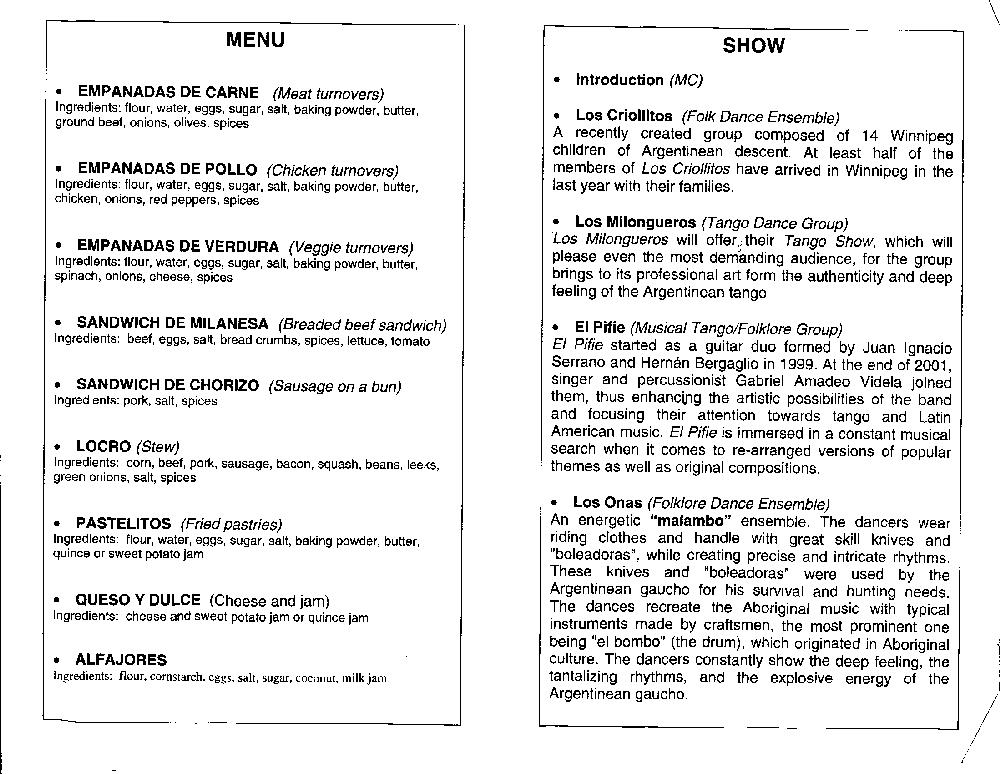 MENU
• EMPANADAS DE CARNE (Meat turnovers)
Ingredients: flour, water, eggs, sugar, salt, baking powder, butter,
ground beef, onions, olives, spices
• EMPANADAS DE POLLO (Chicken turnovers)
Ingredients: flour, water, eggs, sugar, salt, baking powder, butter,
chicken, onions, red peppers, spices
• EMPANADAS DE VERDURA (Veggie turnovers)
Ingredients: flour, water, eggs, sugar, salt, baking powder, butter,
spinach, onions, cheese, spices
• SANDWICH DE MILANESA (Breaded beef sandwich)
Ingredients: beef, eggs, salt, bread crumbs, spices, lettuce, tomato
• SANDWICH DE CHORIZO (Sausage on a bun)
Ingredients: pork, salt, spices
• LOCRO (Stew)
Ingredients: corn, beef, pork, sausage, bacon, squash, beans, leeks,
green onions, salt, spices
• PASTELITOS (Fried pastries)
Ingredients: flour, water, eggs, sugar, salt, baking powder, butter,
quince or sweet potato jam
• QUESO Y DULCE (Cheese and jam)
Ingredients: cheese and sweet potato jam or quince jam
• ALFAJORES
Ingredients: flour, cornstarch, eggs, salt, sugar, coconut, milk jam
SHOW
• Introduction (MC)
• Los Criollitos (Folk Dance Ensemble)
A recently created group composed of 14 Winnipeg
children of Argentinean descent. At least half of the
members of Los Criollitos have arrived in Winnipeg in the
last year with their families.
• Los Milongueros (Tango Dance Group)
Los Milongueros will offer their Tango Show, which will
please even the most demanding audience, for the group
brings to its professional art form the authenticity and deep
feeling of the Argentinean tango
• El Pifie (Musical Tango/Folklore Group)
El Pifie started as a guitar duo formed by Juan Ignacio
Serrano and Hernán Bergaglio in 1999. At the end of 2001,
singer and percussionist Gabriel Amadeo Videla joined
them, thus enhancing the artistic possibilities of the band
and focusing their attention towards tango and Latin
American music. El Pifie is immersed in a constant musical
search when it comes to re-arranged versions of popular
themes as well as original compositions.
• Los Onas (Folklore Dance Ensemble)
An energetic "malambo" ensemble. The dancers wear
riding clothes and handle with great skill knives and
"boleadoras", while creating precise and intricate rhythms.
These knives and "boleadoras" were used by the
Argentinean gaucho for his survival and hunting needs.
The dances recreate the Aboriginal music with typical
instruments made by craftsmen, the most prominent one
being "el bombo" (the drum), which originated in Aboriginal
culture. The dancers constantly show the deep feeling, the
tantalizing rhythms, and the explosive energy of the
Argentinean gaucho.